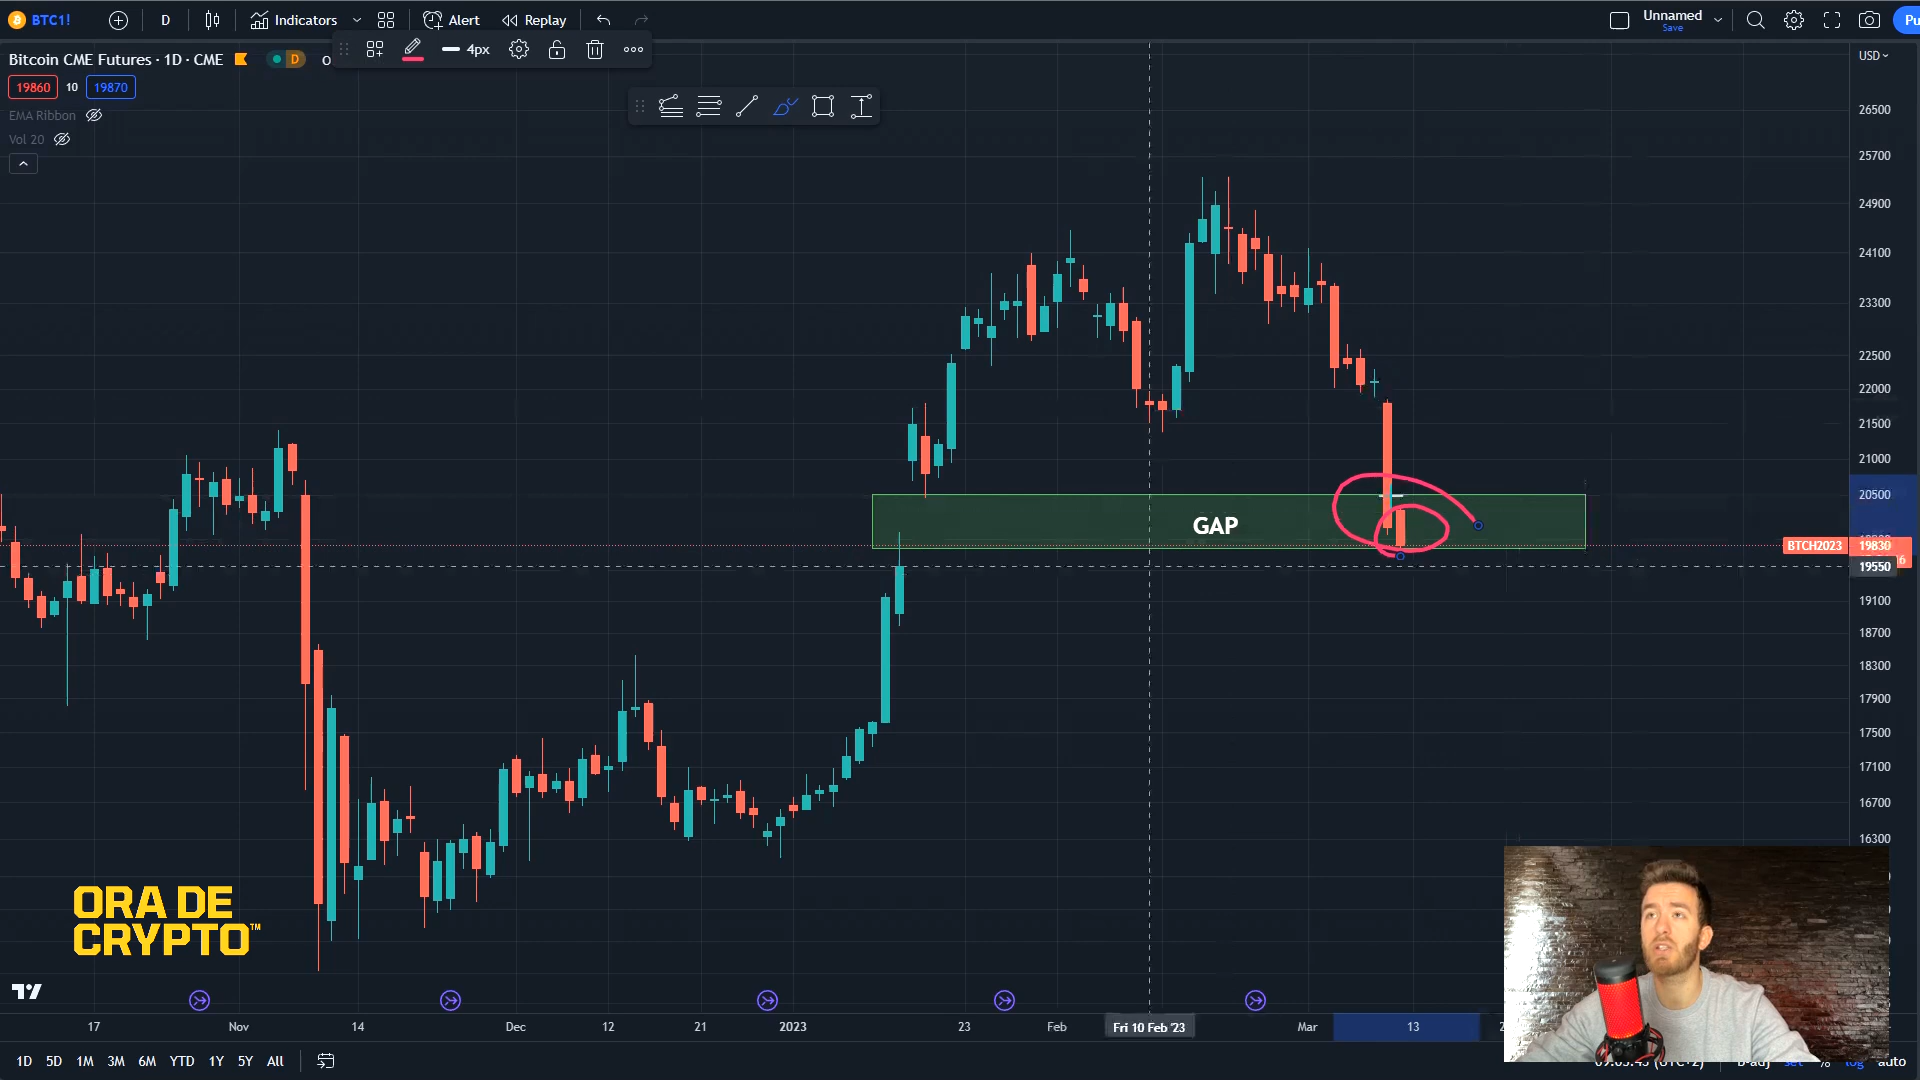 BTC1!
D
Indicators
Alert
Replay
Unnamed
Save
Pu
4px
Bitcoin CME Futures · 1D · CME
D
O
19860
10
19870
EMA Ribbon
Vol 20
USD
26500
25700
24900
24100
23300
22500
22000
21500
21000
20500
GAP
BTCH2023
19830
19550
19100
18700
18300
17900
17500
17100
16700
16300
ORA DE
CRYPTO™
17
Nov
14
Dec
12
21
2023
23
Feb
Fri 10 Feb '23
Mar
13
1D
5D
1M
3M
6M
YTD
1Y
5Y
All
%
log
auto